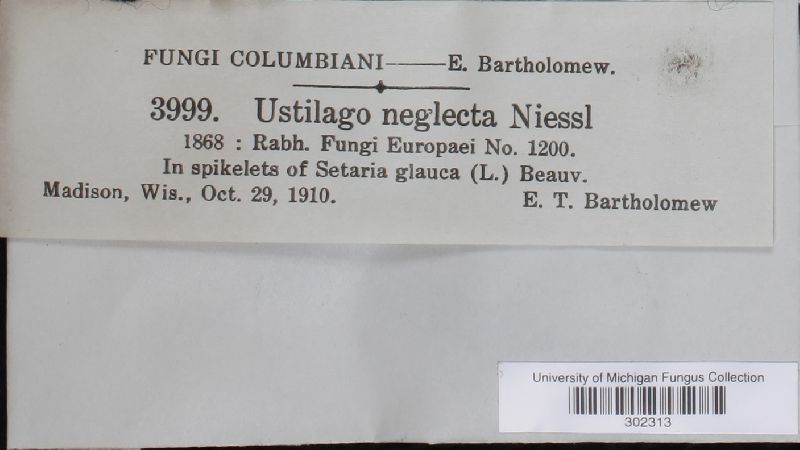 FUNGI COLUMBIANI——E. Bartholomew.
3999. Ustilago neglecta Niessl
1868 : Rabh. Fungi Europaei No. 1200.
In spikelets of Setaria glauca (L.) Beauv.
Madison, Wis., Oct. 29, 1910. E. T. Bartholomew
University of Michigan Fungus Collection
302313